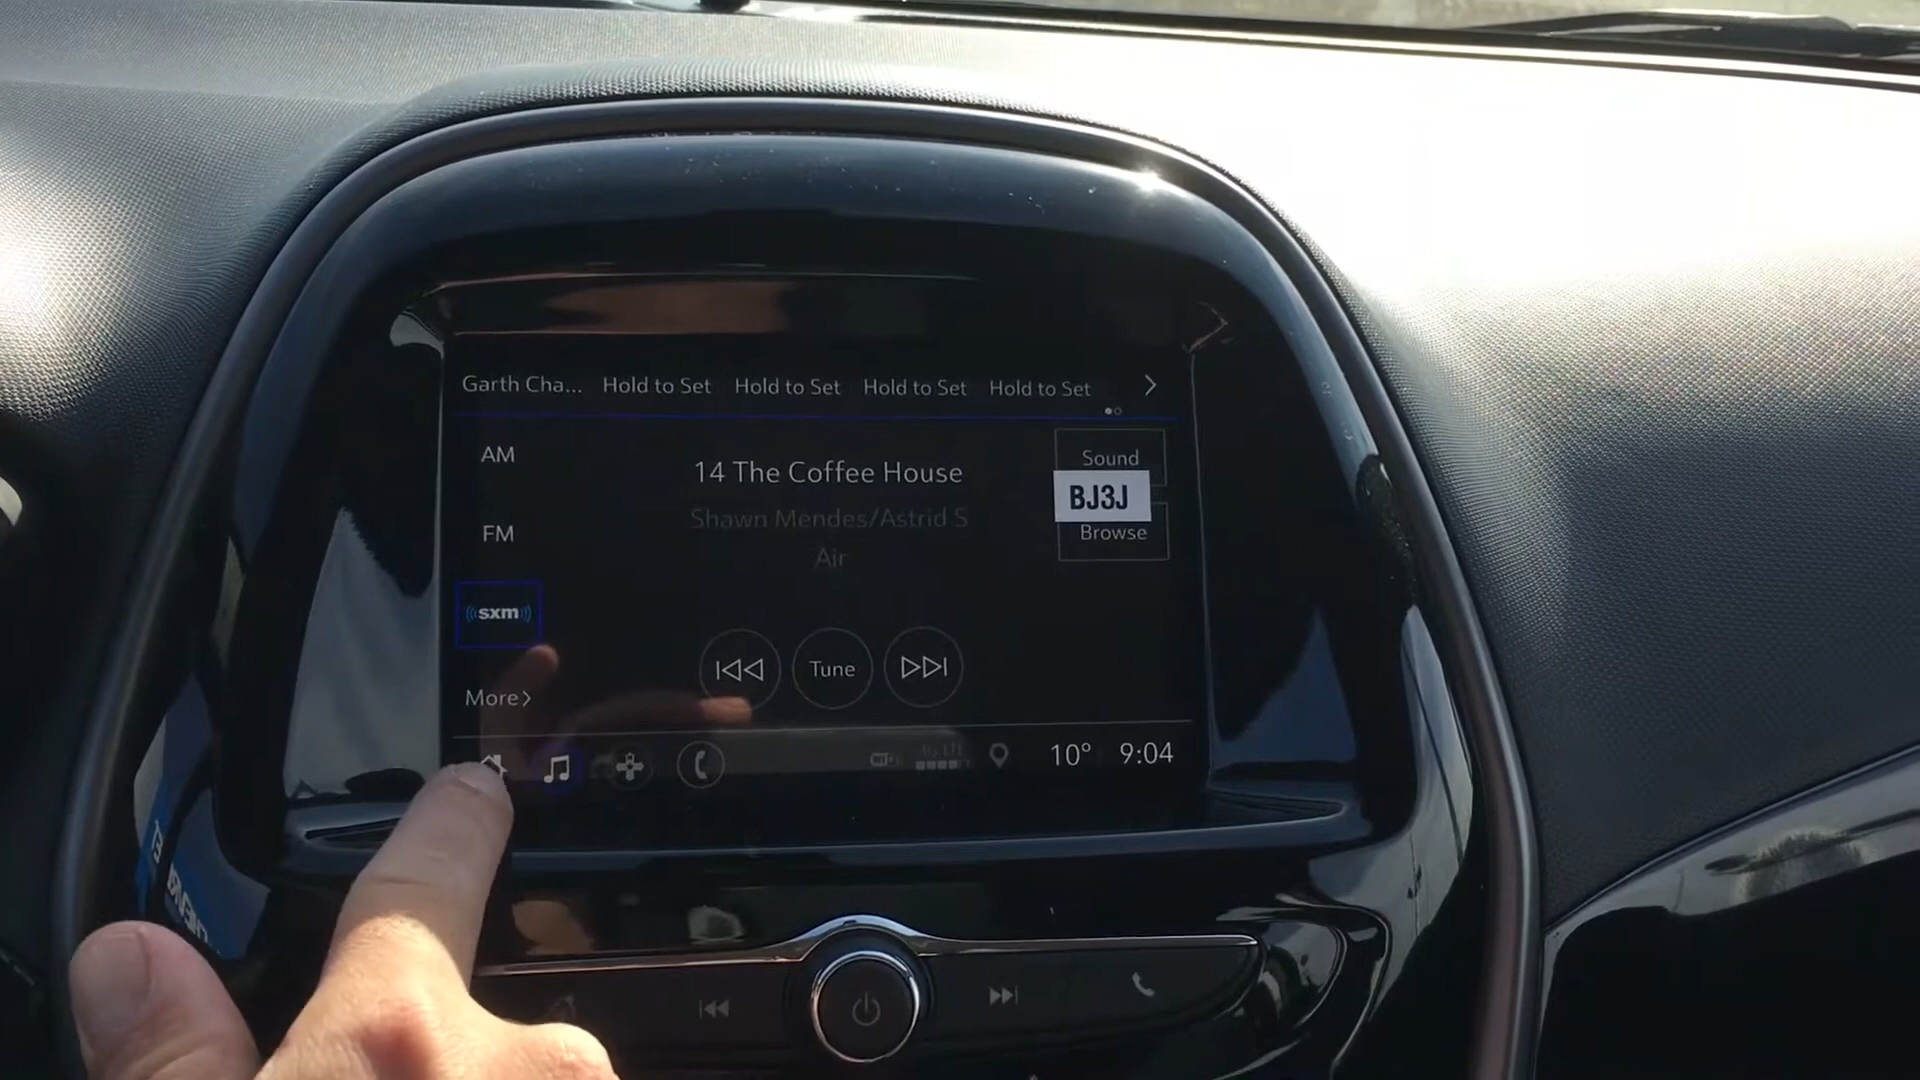 Garth Cha... Hold to Set Hold to Set Hold to Set Hold to Set
AM
14 The Coffee House
Sound
BJ3J
Shawn Mendes/Astrid S
FM
Browse
Air
sxm
Tune
More
10° 9:04